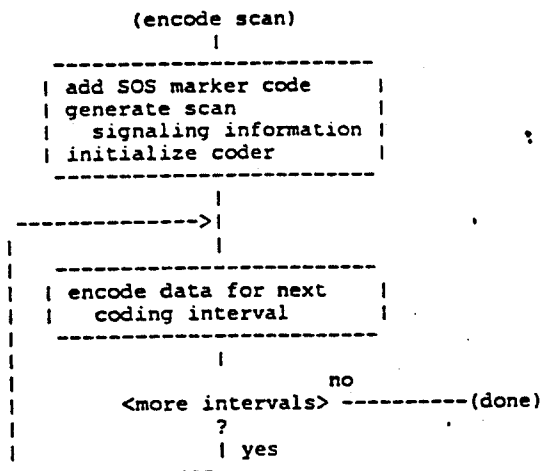 (encode scan)
add SOS marker code
generate scan
signaling information
initialize coder
encode data for next
coding interval
no
<more intervals> (done)
?
yes